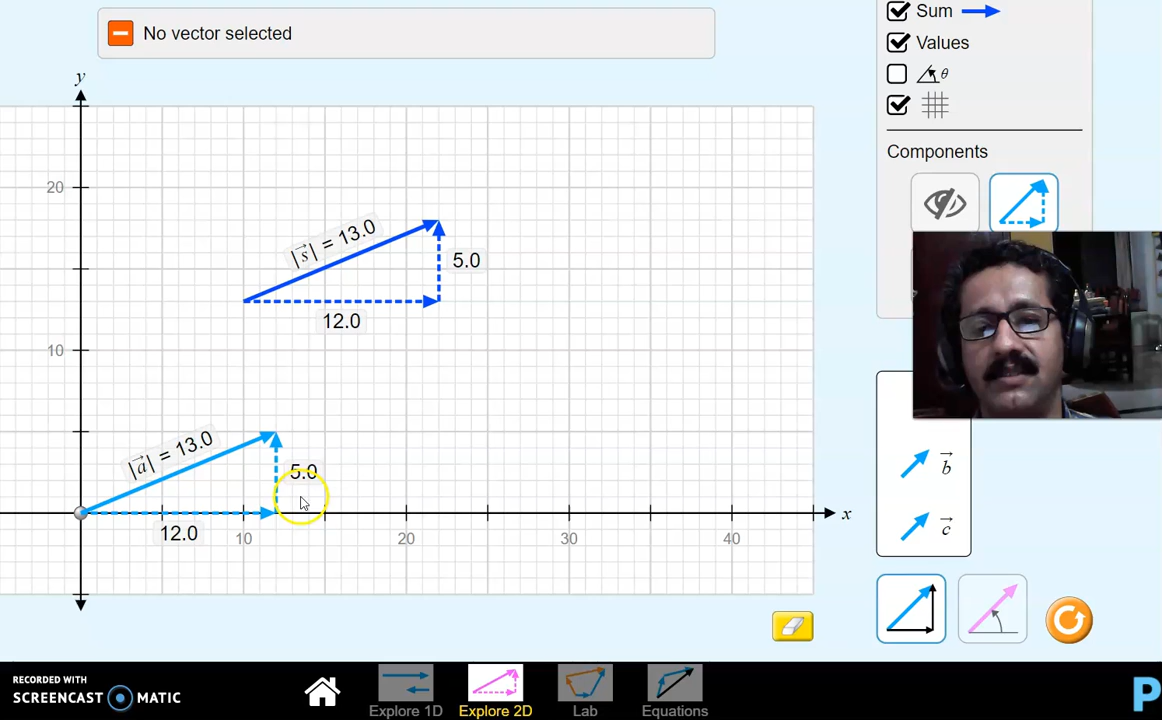 No vector selected
Sum
Values
θ
Components
y
20
10
|s⃗| = 13.0
5.0
12.0
|a⃗| = 13.0
5.0
12.0
10
20
30
40
x
b⃗
c⃗
RECORDED WITH
SCREENCAST MATIC
Explore 1D
Explore 2D
Lab
Equations
P